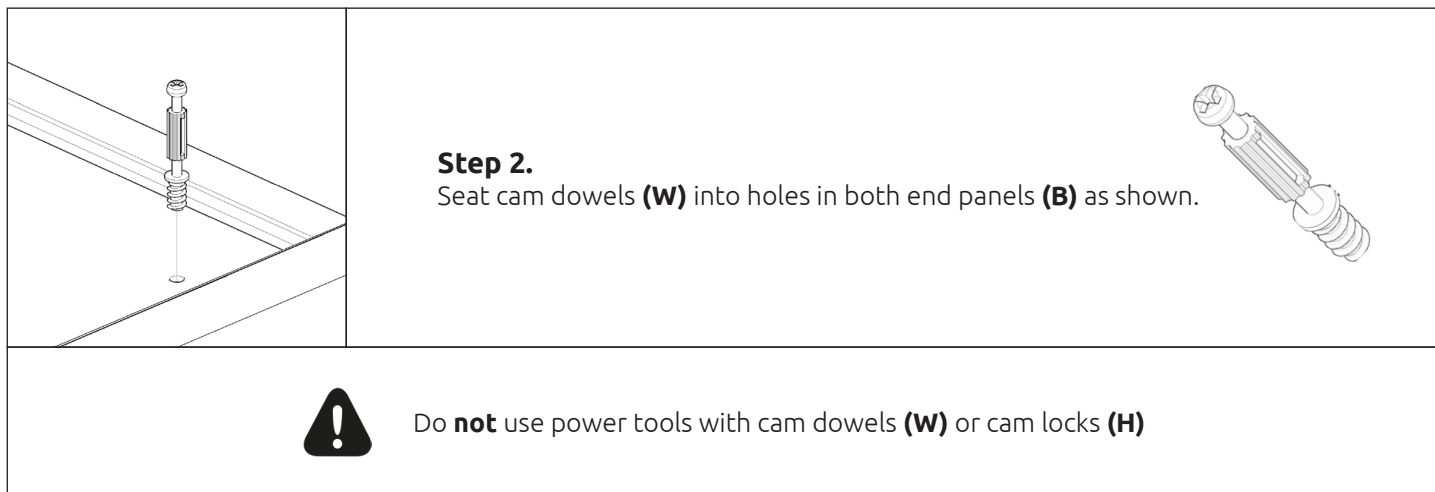 Step 2.
Seat cam dowels (W) into holes in both end panels (B) as shown.
Do not use power tools with cam dowels (W) or cam locks (H)